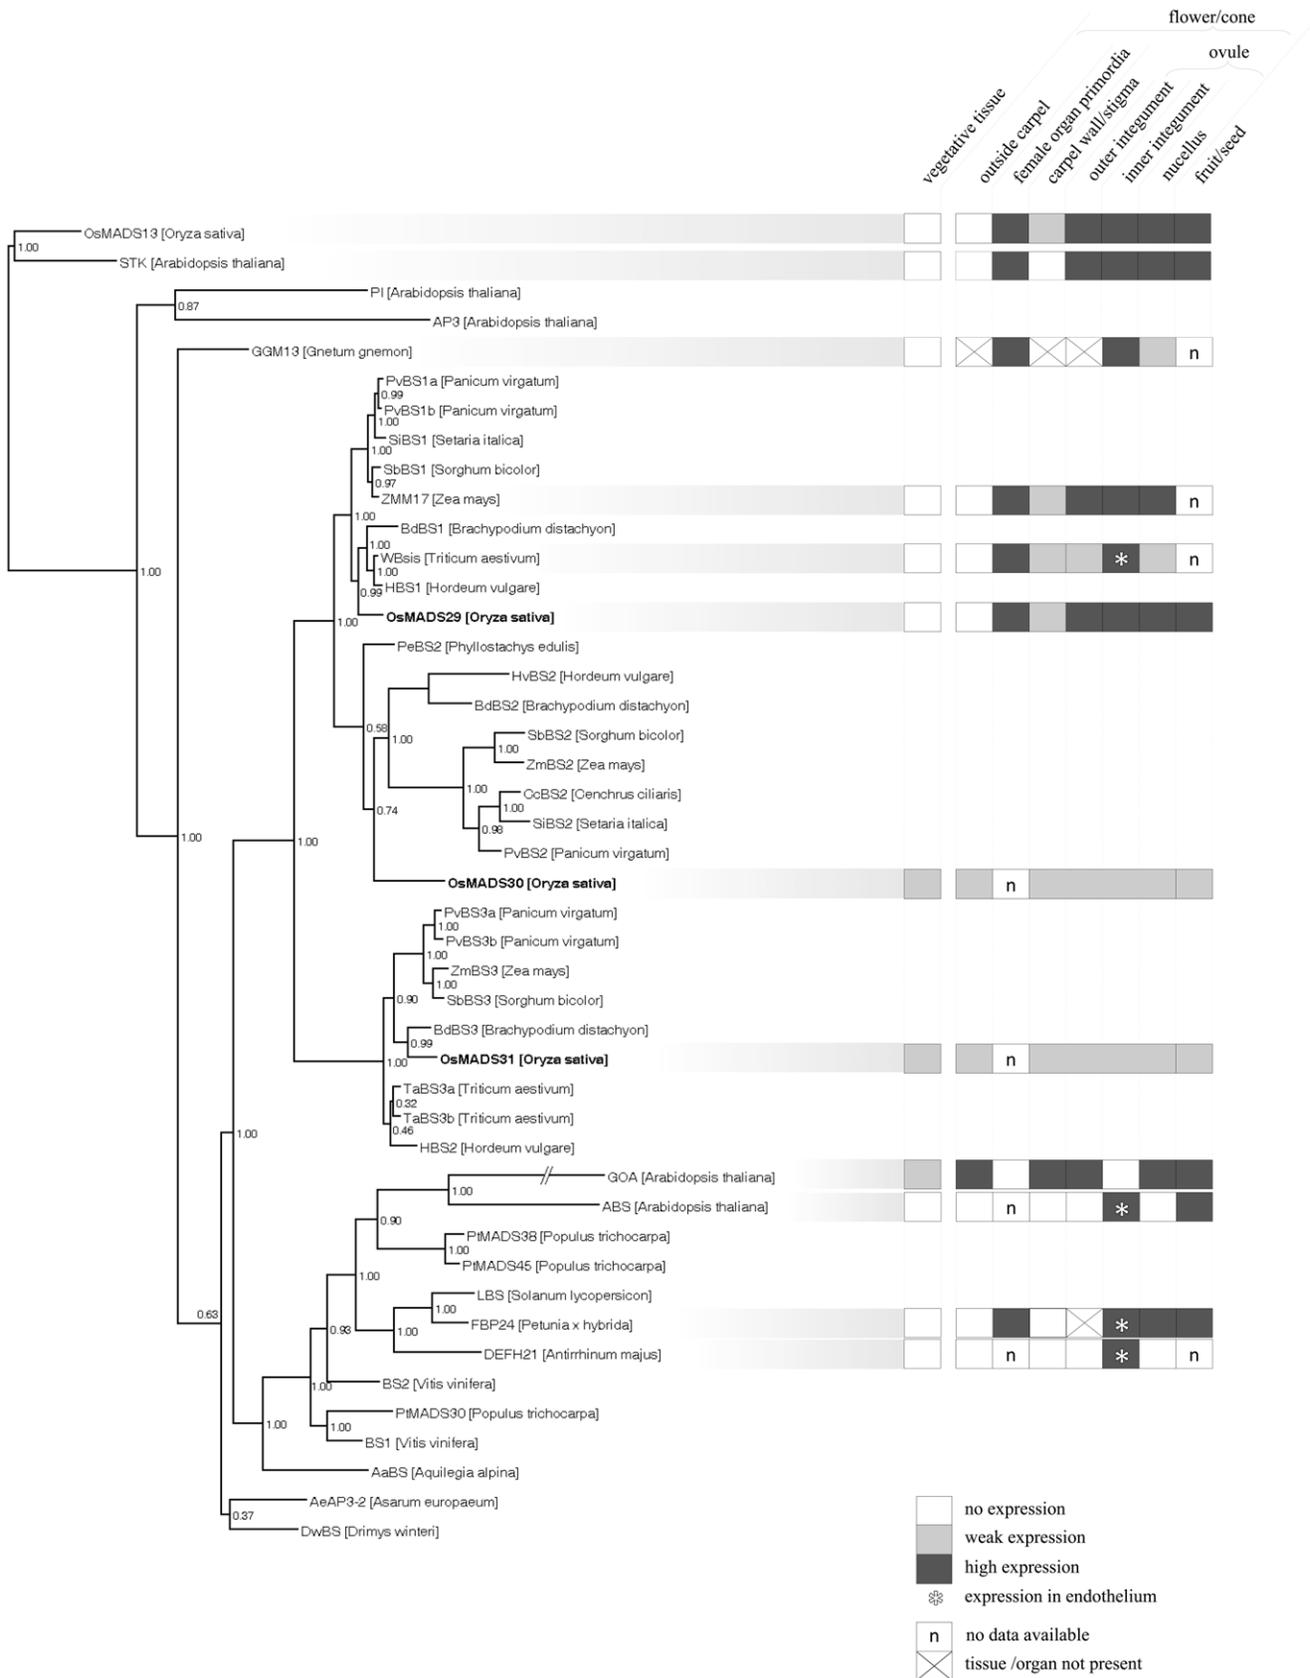 flower/cone
ovule
vegetative tissue
outside carpel
female organ primordia
carpel wall/stigma
outer integument
inner integument
nucellus
fruit/seed
OsMADS13 [Oryza sativa]
1.00
STK [Arabidopsis thaliana]
PI [Arabidopsis thaliana]
0.87
AP3 [Arabidopsis thaliana]
GGM13 [Gnetum gnemon]
n
PvBS1a [Panicum virgatum]
0.99
PvBS1b [Panicum virgatum]
1.00
SiBS1 [Setaria italica]
1.00
SbBS1 [Sorghum bicolor]
0.97
ZMM17 [Zea mays]
n
1.00
BdBS1 [Brachypodium distachyon]
1.00
WBsis [Triticum aestivum]
* n
1.00
1.00
HBS1 [Hordeum vulgare]
0.99
OsMADS29 [Oryza sativa]
1.00
PeBS2 [Phyllostachys edulis]
HvBS2 [Hordeum vulgare]
BdBS2 [Brachypodium distachyon]
0.58
1.00
SbBS2 [Sorghum bicolor]
1.00
ZmBS2 [Zea mays]
1.00
CcBS2 [Cenchrus ciliaris]
1.00
0.74
SiBS2 [Setaria italica]
0.98
PvBS2 [Panicum virgatum]
1.00
1.00
OsMADS30 [Oryza sativa]
n
PvBS3a [Panicum virgatum]
1.00
PvBS3b [Panicum virgatum]
1.00
ZmBS3 [Zea mays]
1.00
0.90
SbBS3 [Sorghum bicolor]
BdBS3 [Brachypodium distachyon]
0.99
OsMADS31 [Oryza sativa]
n
1.00
TaBS3a [Triticum aestivum]
0.32
TaBS3b [Triticum aestivum]
0.46
1.00
HBS2 [Hordeum vulgare]
GOA [Arabidopsis thaliana]
1.00
ABS [Arabidopsis thaliana]
n *
0.90
PtMADS38 [Populus trichocarpa]
1.00
PtMADS45 [Populus trichocarpa]
1.00
LBS [Solanum lycopersicon]
1.00
0.63
FBP24 [Petunia x hybrida]
*
0.93
1.00
DEFH21 [Antirrhinum majus]
n * n
BS2 [Vitis vinifera]
1.00
PtMADS30 [Populus trichocarpa]
1.00
1.00
BS1 [Vitis vinifera]
AaBS [Aquilegia alpina]
AeAP3-2 [Asarum europaeum]
0.37
DwBS [Drimys winteri]
no expression
weak expression
high expression
* expression in endothelium
n no data available
tissue /organ not present